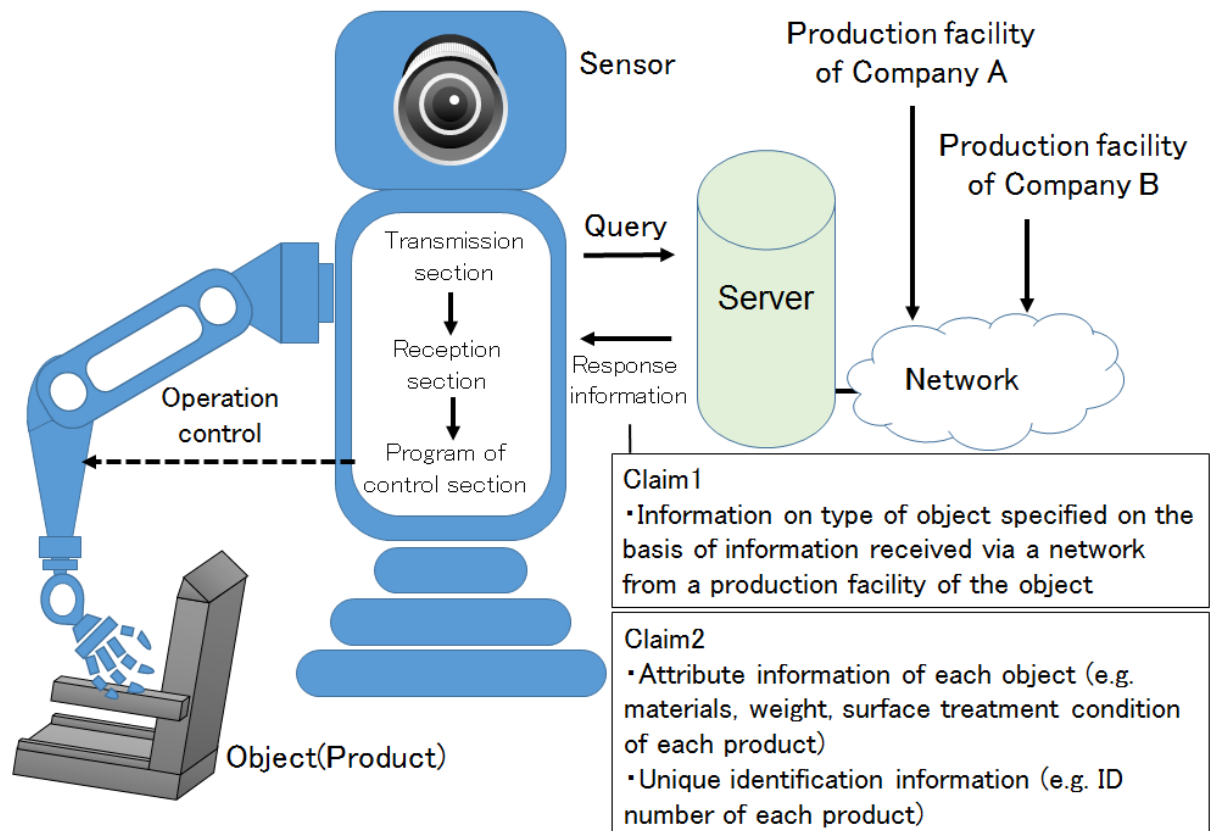 Sensor
Production facility
of Company A
Production facility
of Company B
Transmission
section
Reception
section
Program of
control section
Query
Response
information
Server
Network
Operation
control
Object(Product)
Claim1
・Information on type of object specified on the
basis of information received via a network
from a production facility of the object
Claim2
・Attribute information of each object (e.g.
materials, weight, surface treatment condition
of each product)
・Unique identification information (e.g. ID
number of each product)